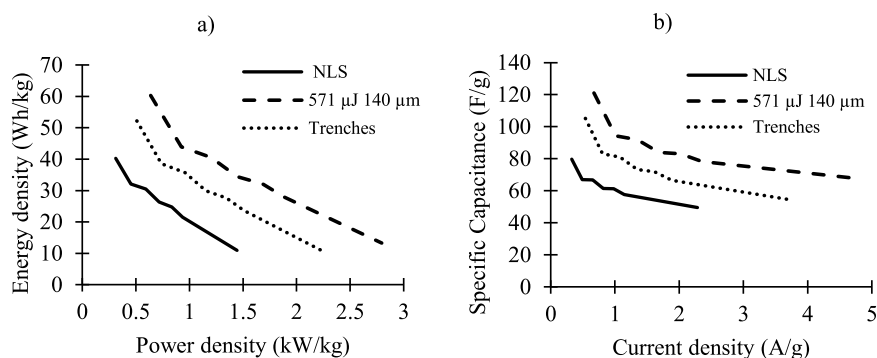 a)
Energy density (Wh/kg)
70
60
50
40
30
20
10
0
0 0.5 1 1.5 2 2.5 3
Power density (kW/kg)
NLS
571 µJ 140 µm
Trenches
b)
Specific Capacitance (F/g)
140
120
100
80
60
40
20
0
0 1 2 3 4 5
Current density (A/g)
NLS
571 µJ 140 µm
Trenches